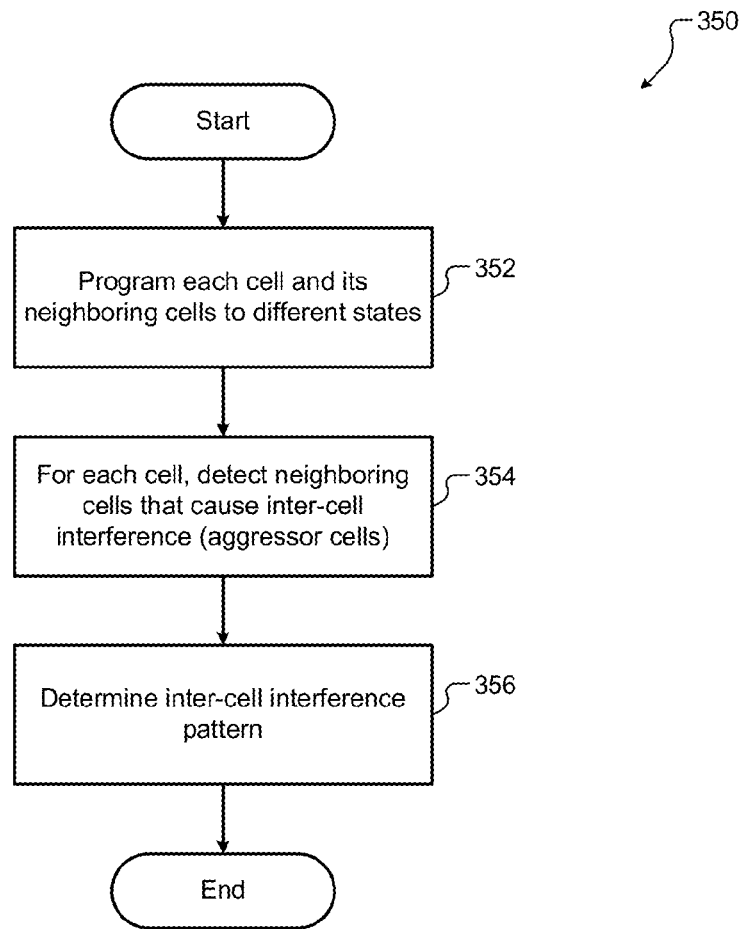 350
Start
Program each cell and its
neighboring cells to different states
352
For each cell, detect neighboring
cells that cause inter-cell
interference (aggressor cells)
354
Determine inter-cell interference
pattern
356
End